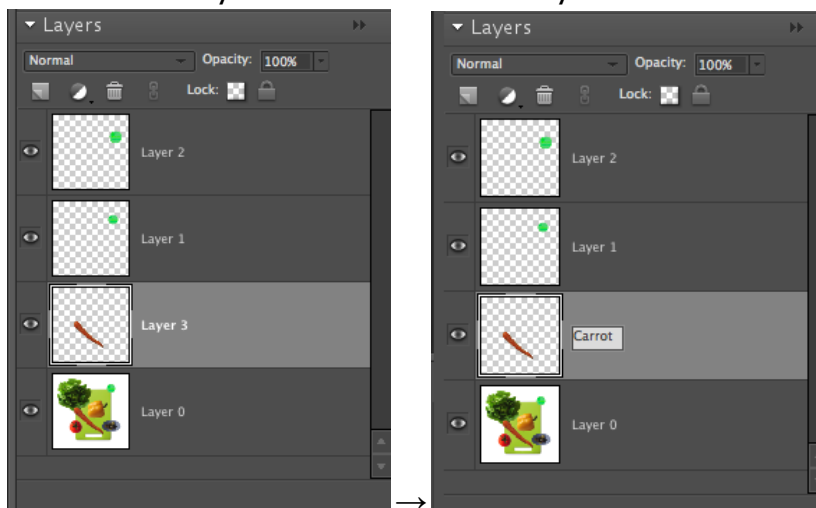 Layers
Normal Opacity: 100%
Lock:
Layer 2
Layer 1
Layer 3
Layer 0
→
Layers
Normal Opacity: 100%
Lock:
Layer 2
Layer 1
Carrot
Layer 0